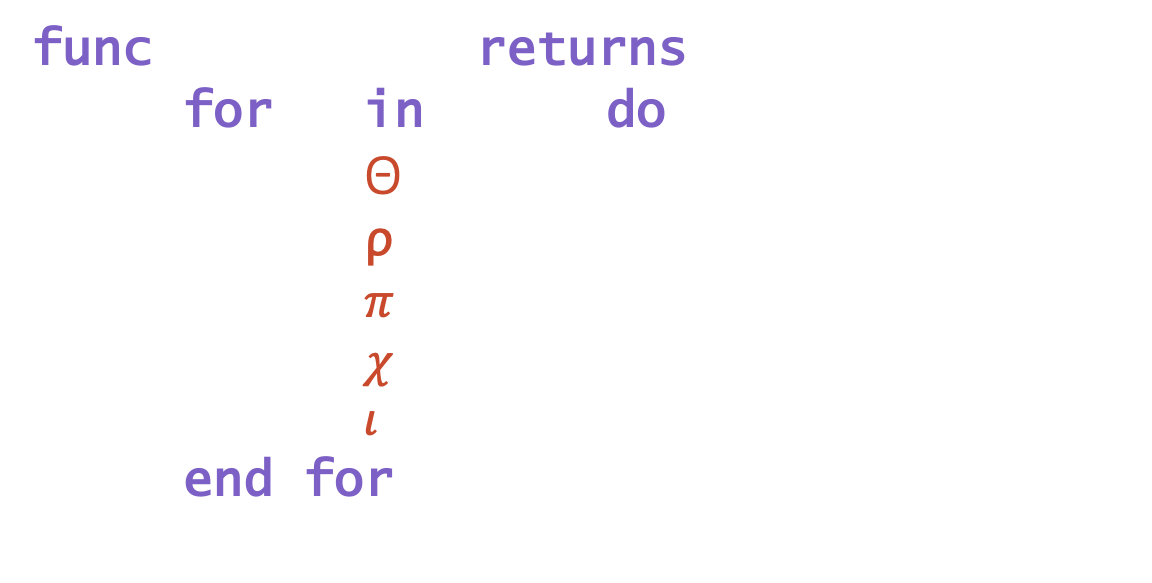 func returns
for in do
Θ
ρ
π
χ
ι
end for